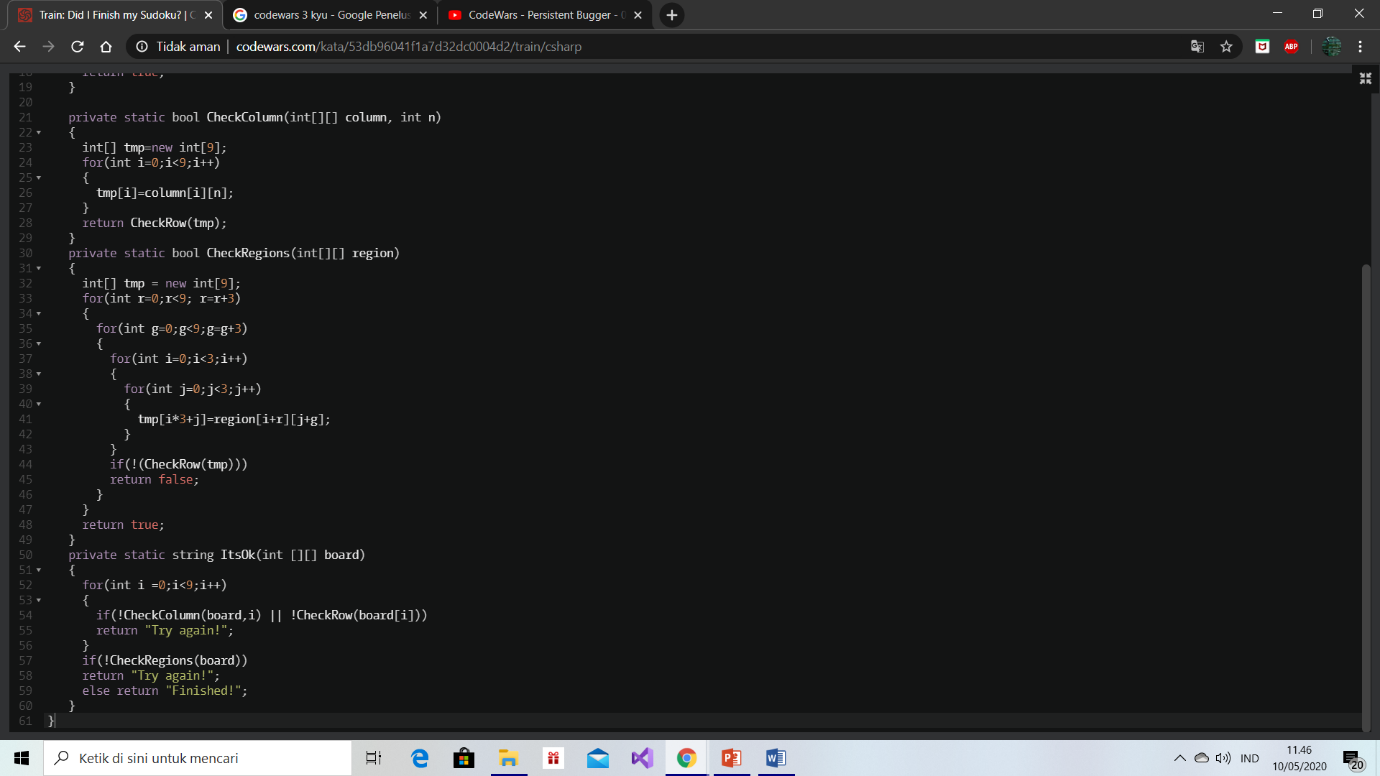 Train: Did I Finish my Sudoku? | C
codewars 3 kyu - Google Penelus
CodeWars - Persistent Bugger -
Tidak aman | codewars.com/kata/53db96041f1a7d32dc0004d2/train/csharp
18 return true;
19 }
20
21 private static bool CheckColumn(int[][] column, int n)
22 {
23 int[] tmp=new int[9];
24 for(int i=0;i<9;i++)
25 {
26 tmp[i]=column[i][n];
27 }
28 return CheckRow(tmp);
29 }
30 private static bool CheckRegions(int[][] region)
31 {
32 int[] tmp = new int[9];
33 for(int r=0;r<9; r=r+3)
34 {
35 for(int g=0;g<9;g=g+3)
36 {
37 for(int i=0;i<3;i++)
38 {
39 for(int j=0;j<3;j++)
40 {
41 tmp[i*3+j]=region[i+r][j+g];
42 }
43 }
44 if(!(CheckRow(tmp)))
45 return false;
46 }
47 }
48 return true;
49 }
50 private static string ItsOk(int [][] board)
51 {
52 for(int i =0;i<9;i++)
53 {
54 if(!CheckColumn(board,i) || !CheckRow(board[i]))
55 return "Try again!";
56 }
57 if(!CheckRegions(board))
58 return "Try again!";
59 else return "Finished!";
60 }
61 }
Ketik di sini untuk mencari
IND
11.46
10/05/2020
20